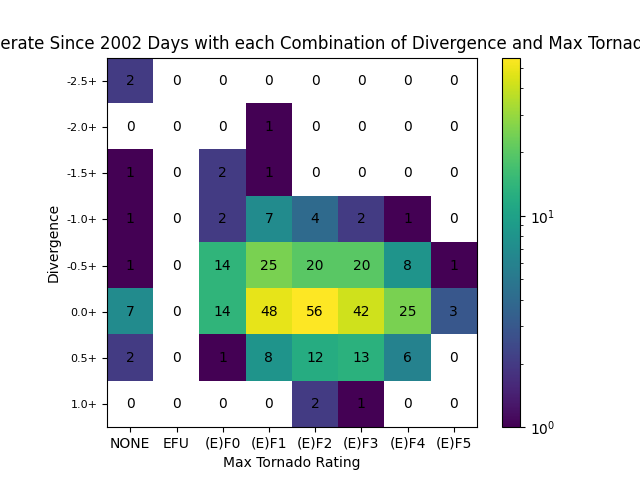 erate Since 2002 Days with each Combination of Divergence and Max Tornad
Divergence
-2.5+ 2 0 0 0 0 0 0 0
-2.0+ 0 0 0 1 0 0 0 0
-1.5+ 1 0 2 1 0 0 0 0
-1.0+ 1 0 2 7 4 2 1 0
-0.5+ 1 0 14 25 20 20 8 1
0.0+ 7 0 14 48 56 42 25 3
0.5+ 2 0 1 8 12 13 6 0
1.0+ 0 0 0 0 2 1 0 0
NONE EFU (E)F0 (E)F1 (E)F2 (E)F3 (E)F4 (E)F5
Max Tornado Rating
10¹
10⁰